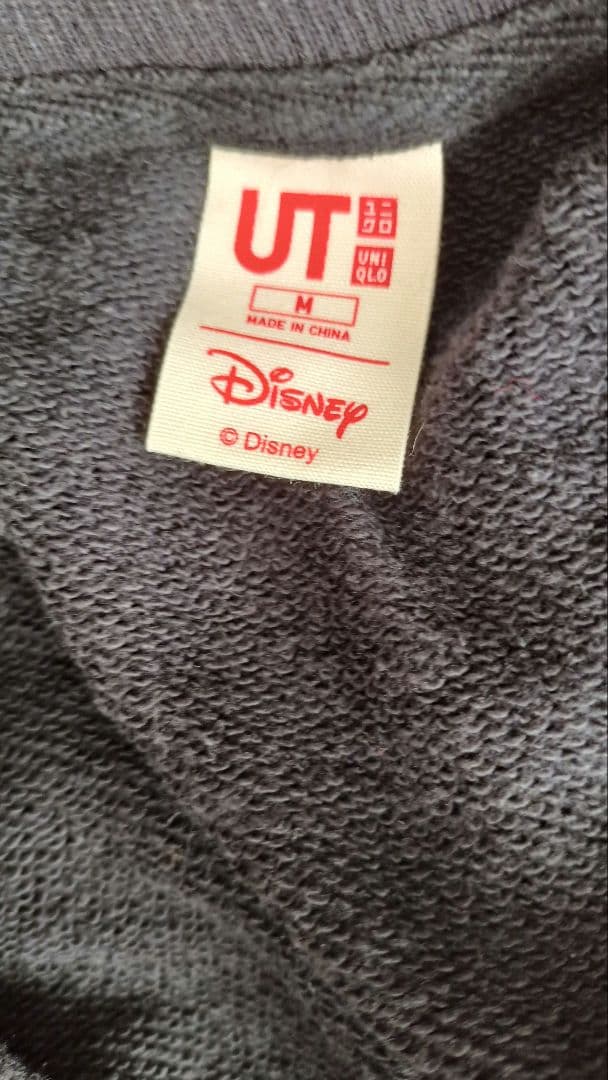 UT
ユニ
クロ
UNI
QLO
M
MADE IN CHINA
Disney
© Disney